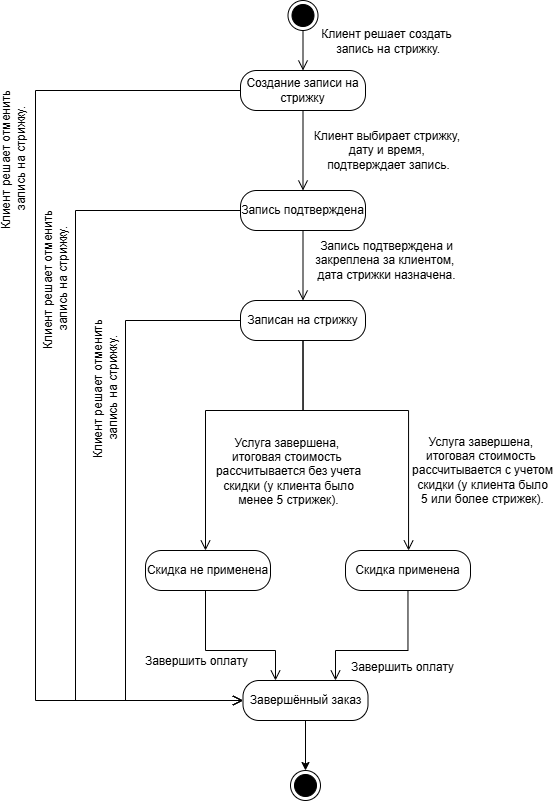 Клиент решает создать
запись на стрижку.
Создание записи на
стрижку
Клиент решает отменить
запись на стрижку.
Клиент выбирает стрижку,
дату и время,
подтверждает запись.
Запись подтверждена
Клиент решает отменить
запись на стрижку.
Запись подтверждена и
закреплена за клиентом,
дата стрижки назначена.
Записан на стрижку
Клиент решает отменить
запись на стрижку.
Услуга завершена,
итоговая стоимость
рассчитывается без учета
скидки (у клиента было
менее 5 стрижек).
Услуга завершена,
итоговая стоимость
рассчитывается с учетом
скидки (у клиента было
5 или более стрижек).
Скидка не применена
Скидка применена
Завершить оплату
Завершить оплату
Завершённый заказ